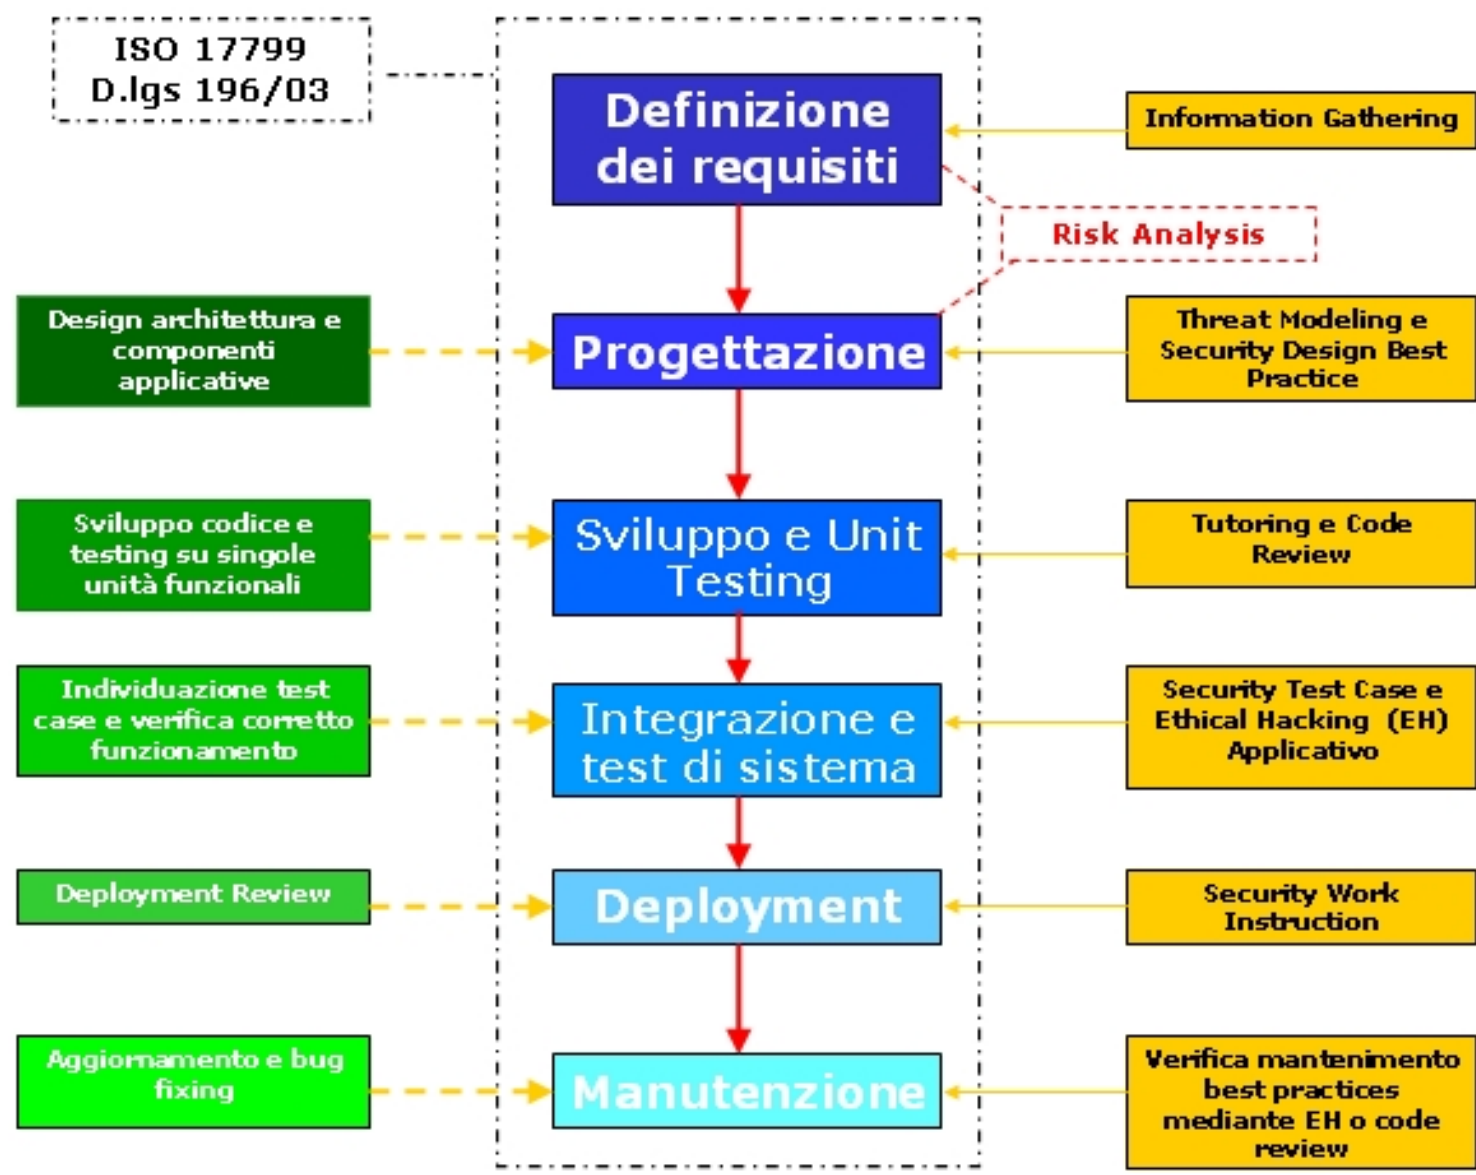 ISO 17799
D.lgs 196/03
Definizione
dei requisiti
Information Gathering
Risk Analysis
Design architettura e
componenti
applicative
Progettazione
Threat Modeling e
Security Design Best
Practice
Sviluppo codice e
testing su singole
unità funzionali
Sviluppo e Unit
Testing
Tutoring e Code
Review
Individuazione test
case e verifica corretto
funzionamento
Integrazione e
test di sistema
Security Test Case e
Ethical Hacking (EH)
Applicativo
Deployment Review
Deployment
Security Work
Instruction
Aggiornamento e bug
fixing
Manutenzione
Verifica mantenimento
best practices
mediante EH o code
review